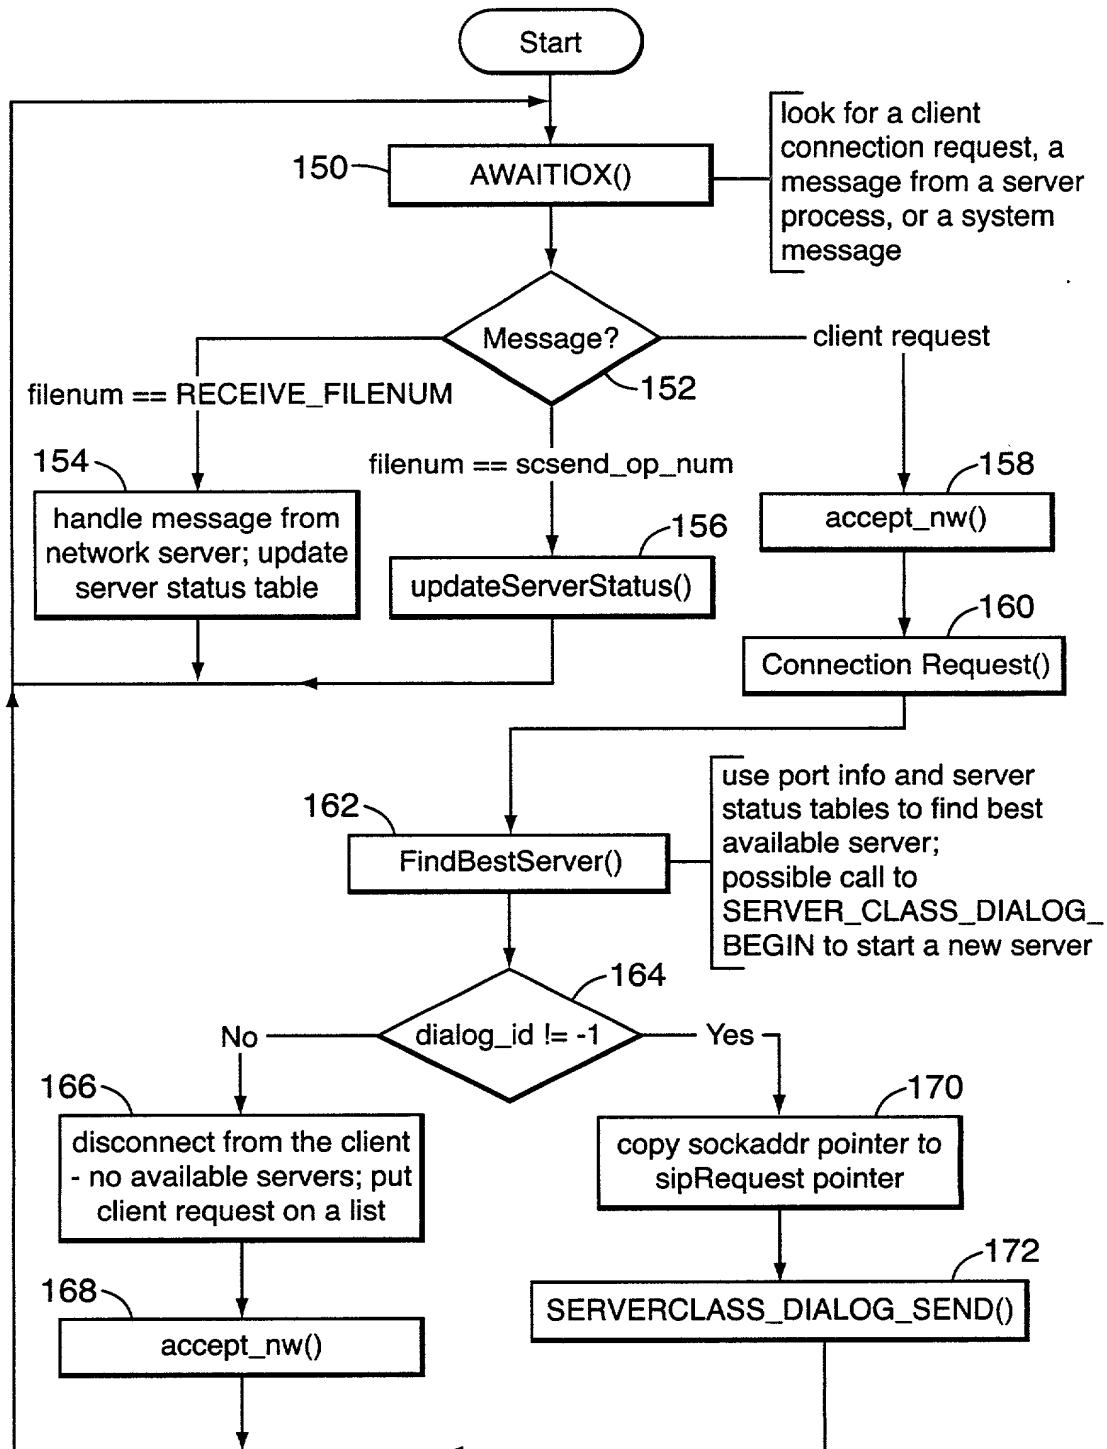 Start
150
AWAITIOX()
look for a client
connection request, a
message from a server
process, or a system
message
Message?
client request
152
filenum == RECEIVE_FILENUM
filenum == scsend_op_num
154
handle message from
network server; update
server status table
156
updateServerStatus()
158
accept_nw()
160
Connection Request()
162
FindBestServer()
use port info and server
status tables to find best
available server;
possible call to
SERVER_CLASS_DIALOG_
BEGIN to start a new server
164
dialog_id != -1
No
Yes
166
disconnect from the client
- no available servers; put
client request on a list
170
copy sockaddr pointer to
sipRequest pointer
168
accept_nw()
172
SERVERCLASS_DIALOG_SEND()